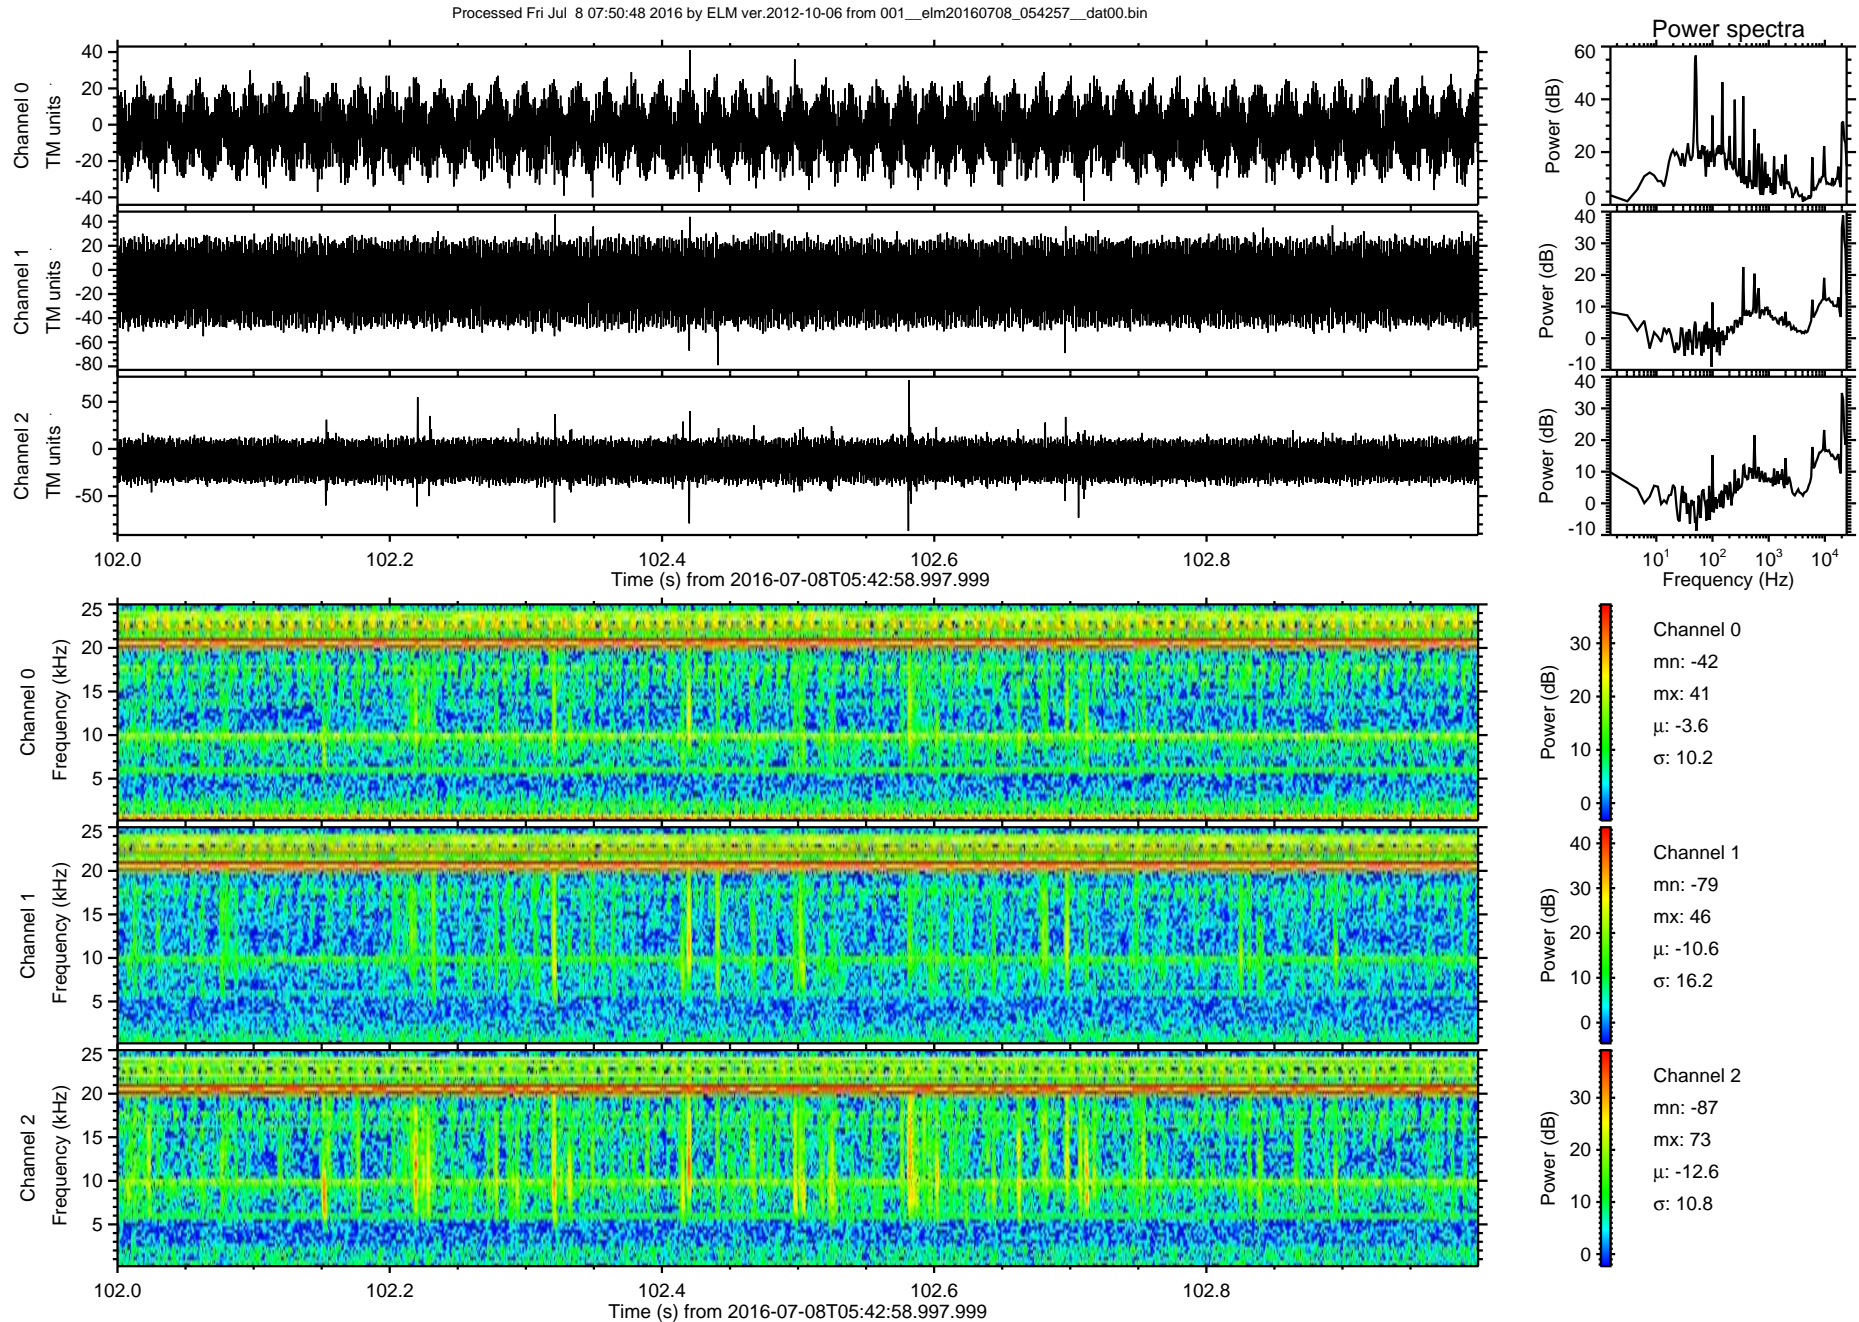 Processed Fri Jul  8 07:50:48 2016 by ELM ver.2012-10-06 from 001__elm20160708_054257__dat00.bin
Power spectra
Channel 0
TM units
40
20
0
-20
-40
Power (dB)
60
40
20
0
Channel 1
TM units
40
20
0
-20
-40
-60
-80
Power (dB)
40
30
20
10
0
-10
Channel 2
TM units
50
0
-50
Power (dB)
40
30
20
10
0
-10
102.0 102.2 102.4 102.6 102.8
Time (s) from 2016-07-08T05:42:58.997.999
10¹ 10² 10³ 10⁴
Frequency (Hz)
Channel 0
Frequency (kHz)
25
20
15
10
5
Power (dB)
30
20
10
0
Channel 0
mn: -42
mx: 41
μ: -3.6
σ: 10.2
Channel 1
Frequency (kHz)
25
20
15
10
5
Power (dB)
40
30
20
10
0
Channel 1
mn: -79
mx: 46
μ: -10.6
σ: 16.2
Channel 2
Frequency (kHz)
25
20
15
10
5
Power (dB)
30
20
10
0
Channel 2
mn: -87
mx: 73
μ: -12.6
σ: 10.8
102.0 102.2 102.4 102.6 102.8
Time (s) from 2016-07-08T05:42:58.997.999